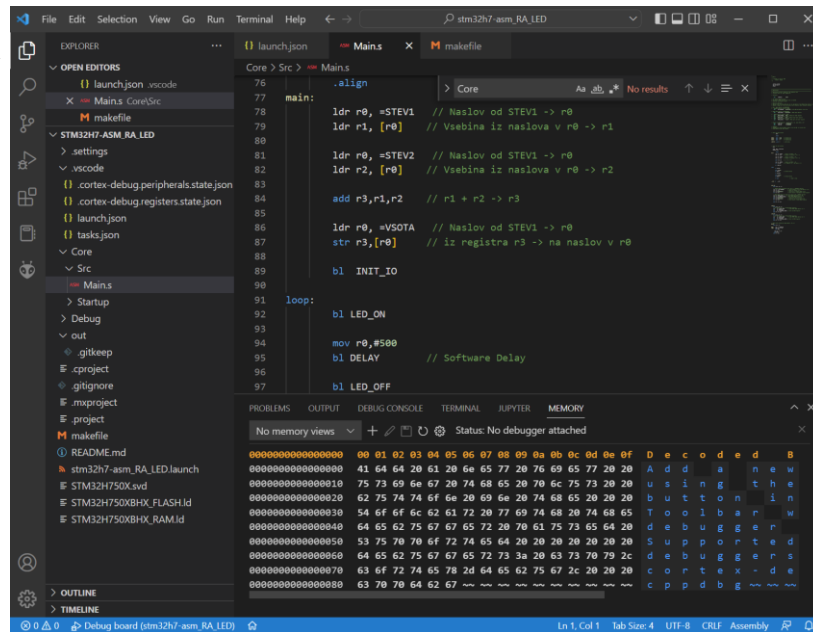 File Edit Selection View Go Run Terminal Help stm32h7-asm_RA_LED
EXPLORER
OPEN EDITORS
launch.json .vscode
Main.s Core\Src
makefile
STM32H7-ASM_RA_LED
.settings
.vscode
.cortex-debug.peripherals.state.json
.cortex-debug.registers.state.json
launch.json
tasks.json
Core
Src
Main.s
Startup
Debug
out
.gitkeep
.cproject
.gitignore
.mxproject
.project
makefile
README.md
stm32h7-asm_RA_LED.launch
STM32H750X.svd
STM32H750XBHX_FLASH.ld
STM32H750XBHX_RAM.ld
OUTLINE
TIMELINE
launch.json Main.s makefile
Core > Src > Main.s
Core Aa ab No results
76 .align
77 main:
78 ldr r0, =STEV1 // Naslov od STEV1 -> r0
79 ldr r1, [r0] // Vsebina iz naslova v r0 -> r1
80
81 ldr r0, =STEV2 // Naslov od STEV1 -> r0
82 ldr r2, [r0] // Vsebina iz naslova v r0 -> r2
83
84 add r3,r1,r2 // r1 + r2 -> r3
85
86 ldr r0, =VSOTA // Naslov od STEV1 -> r0
87 str r3,[r0] // iz registra r3 -> na naslov v r0
88
89 bl INIT_IO
90
91 loop:
92 bl LED_ON
93
94 mov r0,#500
95 bl DELAY // Software Delay
96
97 bl LED_OFF
PROBLEMS OUTPUT DEBUG CONSOLE TERMINAL JUPYTER MEMORY
No memory views Status: No debugger attached
0000000000000000 00 01 02 03 04 05 06 07 08 09 0a 0b 0c 0d 0e 0f D e c o d e d B
0000000000000000 41 64 64 20 61 20 6e 65 77 20 76 69 65 77 20 20 A d d a n e w
0000000000000010 75 73 69 6e 67 20 74 68 65 20 70 6c 75 73 20 20 u s i n g t h e
0000000000000020 62 75 74 74 6f 6e 20 69 6e 20 74 68 65 20 20 20 b u t t o n i n
0000000000000030 54 6f 6f 6c 62 61 72 20 77 69 74 68 20 74 68 65 T o o l b a r w
0000000000000040 64 65 62 75 67 67 65 72 20 70 61 75 73 65 64 20 d e b u g g e r
0000000000000050 53 75 70 70 6f 72 74 65 64 20 20 20 20 20 20 20 S u p p o r t e d
0000000000000060 64 65 62 75 67 67 65 72 73 3a 20 63 73 70 79 2c d e b u g g e r s
0000000000000070 63 6f 72 74 65 78 2d 64 65 62 75 67 2c 20 20 20 c o r t e x - d e
0000000000000080 63 70 70 64 62 67 ~~ ~~ ~~ ~~ ~~ ~~ ~~ ~~ ~~ ~~ c p p d b g ~~ ~~ ~~
0 0 Debug board (stm32h7-asm_RA_LED) Ln 1, Col 1 Tab Size: 4 UTF-8 CRLF Assembly